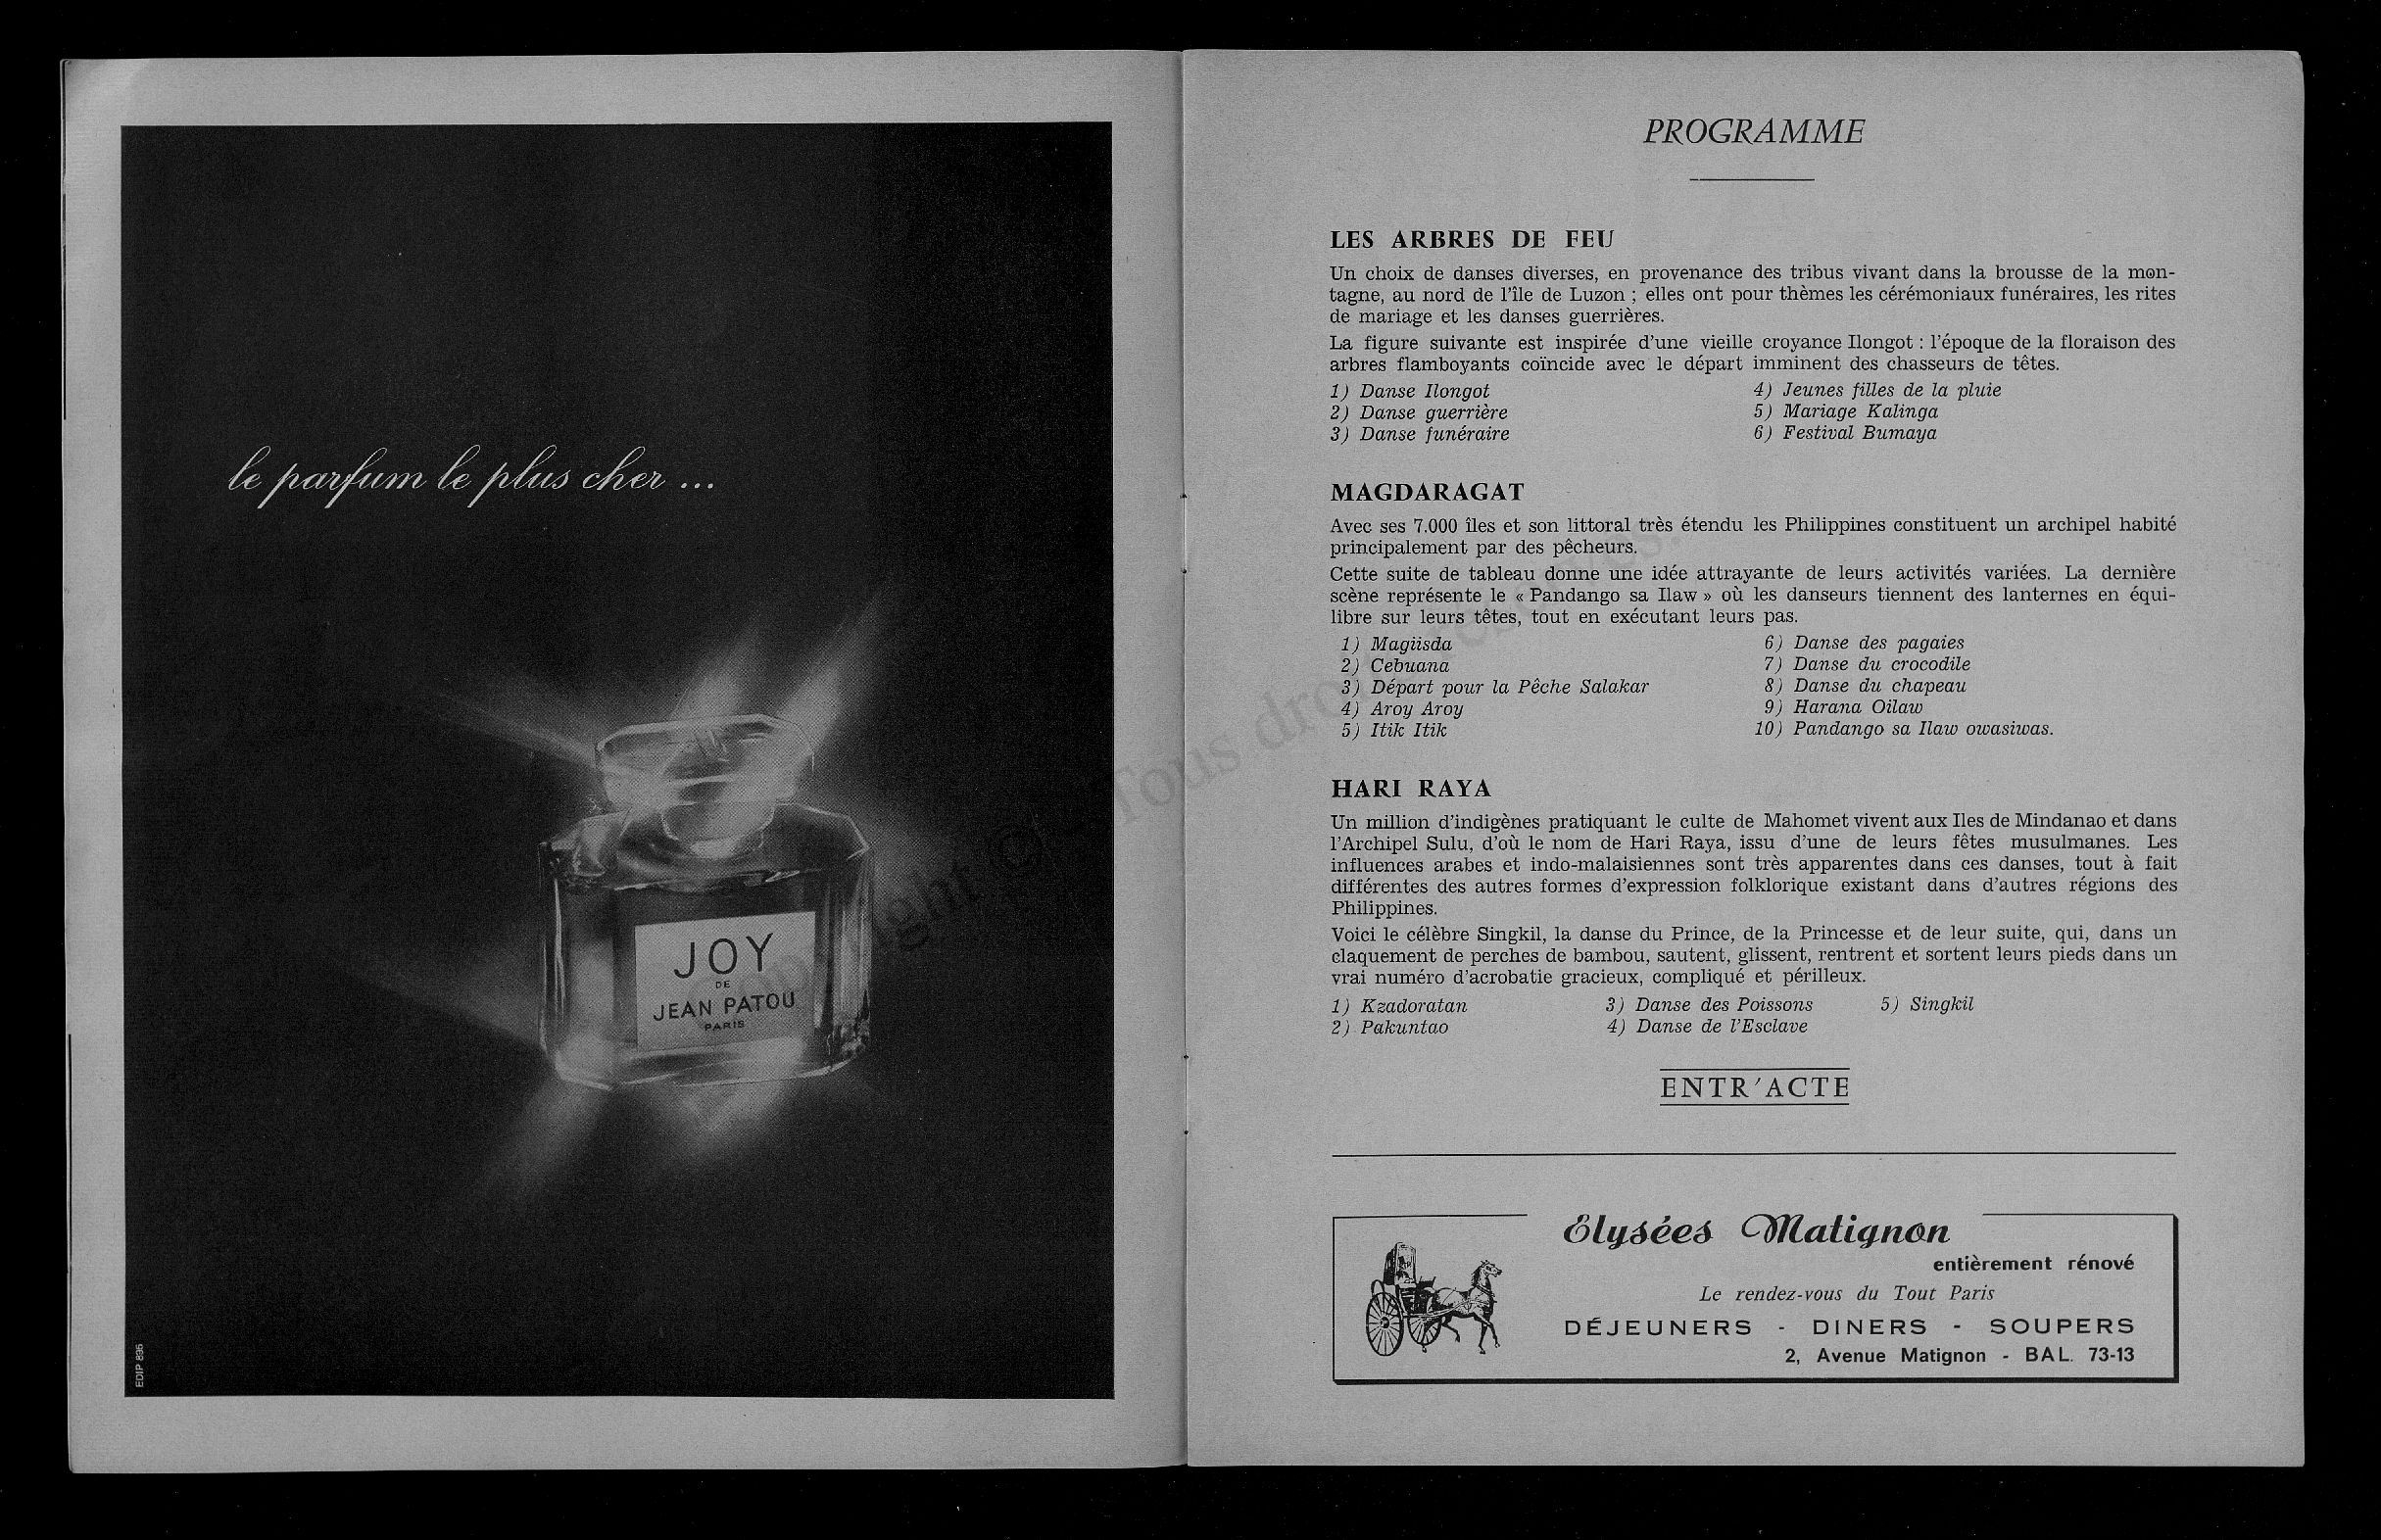 le parfum le plus cher ...
JOY
DE
JEAN PATOU
PARIS
EDIP 836
PROGRAMME
LES ARBRES DE FEU
Un choix de danses diverses, en provenance des tribus vivant dans la brousse de la mon-
tagne, au nord de l'île de Luzon ; elles ont pour thèmes les cérémoniaux funéraires, les rites
de mariage et les danses guerrières.
La figure suivante est inspirée d'une vieille croyance Ilongot : l'époque de la floraison des
arbres flamboyants coïncide avec le départ imminent des chasseurs de têtes.
1) Danse Ilongot
2) Danse guerrière
3) Danse funéraire
4) Jeunes filles de la pluie
5) Mariage Kalinga
6) Festival Bumaya
MAGDARAGAT
Avec ses 7.000 îles et son littoral très étendu les Philippines constituent un archipel habité
principalement par des pêcheurs.
Cette suite de tableau donne une idée attrayante de leurs activités variées. La dernière
scène représente le « Pandango sa Ilaw » où les danseurs tiennent des lanternes en équi-
libre sur leurs têtes, tout en exécutant leurs pas.
1) Magiisda
2) Cebuana
3) Départ pour la Pêche Salakar
4) Aroy Aroy
5) Itik Itik
6) Danse des pagaies
7) Danse du crocodile
8) Danse du chapeau
9) Harana Oilaw
10) Pandango sa Ilaw owasiwas.
HARI RAYA
Un million d'indigènes pratiquant le culte de Mahomet vivent aux Iles de Mindanao et dans
l'Archipel Sulu, d'où le nom de Hari Raya, issu d'une de leurs fêtes musulmanes. Les
influences arabes et indo-malaisiennes sont très apparentes dans ces danses, tout à fait
différentes des autres formes d'expression folklorique existant dans d'autres régions des
Philippines.
Voici le célèbre Singkil, la danse du Prince, de la Princesse et de leur suite, qui, dans un
claquement de perches de bambou, sautent, glissent, rentrent et sortent leurs pieds dans un
vrai numéro d'acrobatie gracieux, compliqué et périlleux.
1) Kzadoratan
2) Pakuntao
3) Danse des Poissons
4) Danse de l'Esclave
5) Singkil
ENTR'ACTE
Elysées Matignon
entièrement rénové
Le rendez-vous du Tout Paris
DÉJEUNERS - DINERS - SOUPERS
2, Avenue Matignon - BAL. 73-13